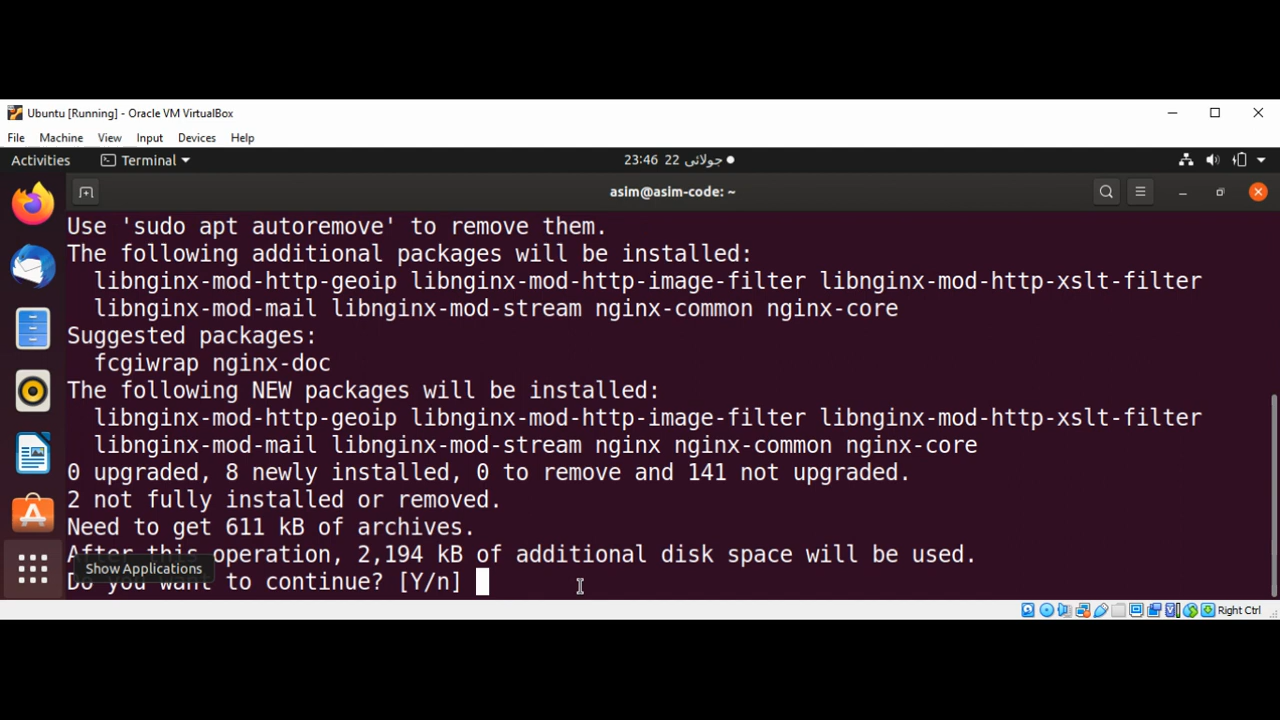 Ubuntu [Running] - Oracle VM VirtualBox
File Machine View Input Devices Help
Activities Terminal 23:46 22 جولائی
asim@asim-code: ~
Use 'sudo apt autoremove' to remove them.
The following additional packages will be installed:
libnginx-mod-http-geoip libnginx-mod-http-image-filter libnginx-mod-http-xslt-filter
libnginx-mod-mail libnginx-mod-stream nginx-common nginx-core
Suggested packages:
fcgiwrap nginx-doc
The following NEW packages will be installed:
libnginx-mod-http-geoip libnginx-mod-http-image-filter libnginx-mod-http-xslt-filter
libnginx-mod-mail libnginx-mod-stream nginx nginx-common nginx-core
0 upgraded, 8 newly installed, 0 to remove and 141 not upgraded.
2 not fully installed or removed.
Need to get 611 kB of archives.
After this operation, 2,194 kB of additional disk space will be used.
Show Applications
Do you want to continue? [Y/n]
Right Ctrl